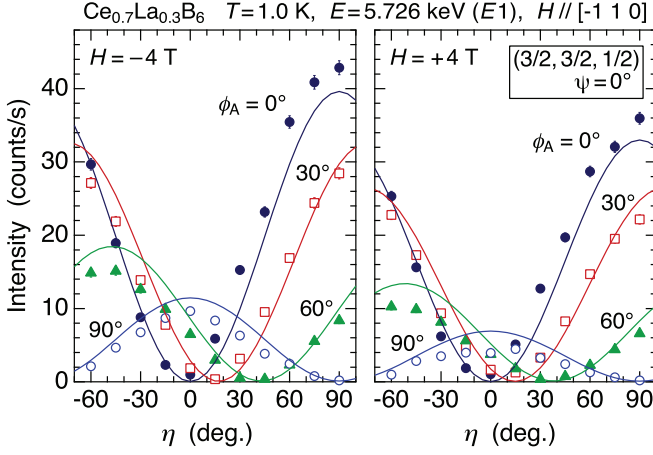 Ce0.7La0.3B6 T=1.0 K, E=5.726 keV (E1), H // [-1 1 0]
H=−4 T
H=+4 T
(3/2, 3/2, 1/2)
ψ=0°
ϕA=0°
30°
60°
90°
ϕA=0°
30°
60°
90°
Intensity (counts/s)
40
30
20
10
0
-60 -30 0 30 60 90
-60 -30 0 30 60 90
η (deg.)
η (deg.)